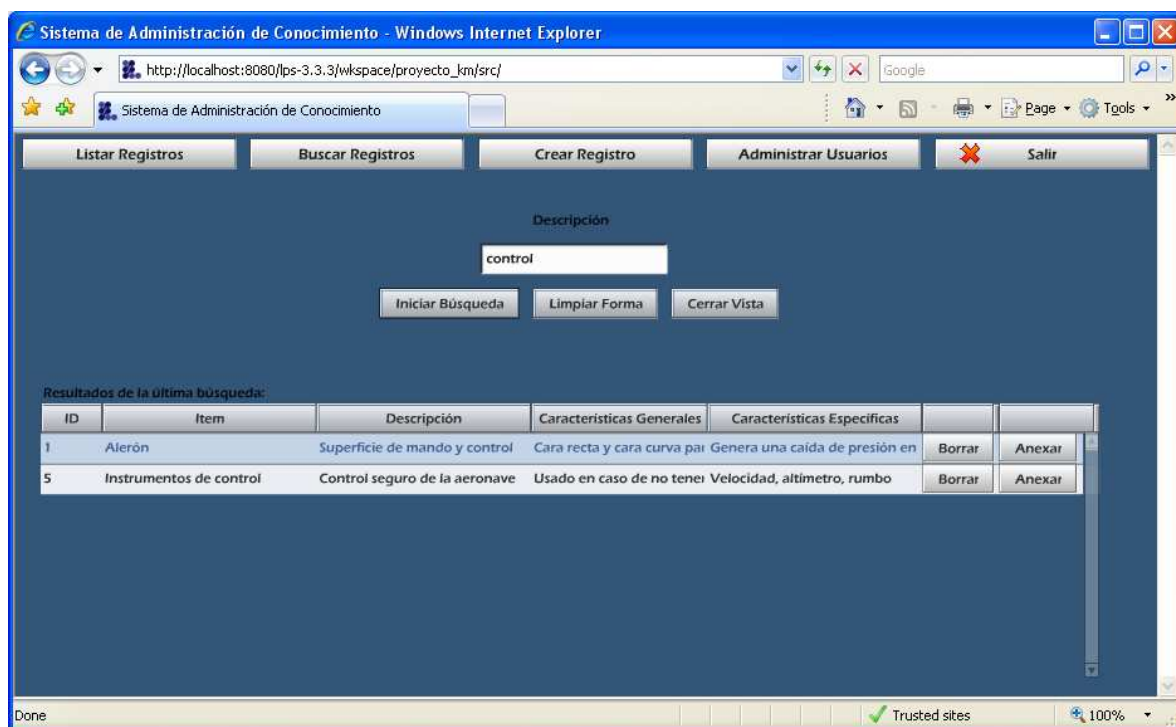 Sistema de Administración de Conocimiento - Windows Internet Explorer
http://localhost:8080/lps-3.3.3/wkspace/proyecto_km/src/ Google
Sistema de Administración de Conocimiento Page Tools
Listar Registros Buscar Registros Crear Registro Administrar Usuarios Salir
Descripción
control
Iniciar Búsqueda Limpiar Forma Cerrar Vista
Resultados de la última búsqueda:
ID Item Descripción Características Generales Características Específicas
1 Alerón Superficie de mando y control Cara recta y cara curva par Genera una caída de presión en Borrar Anexar
5 Instrumentos de control Control seguro de la aeronave Usado en caso de no tener Velocidad, altímetro, rumbo Borrar Anexar
Done Trusted sites 100%